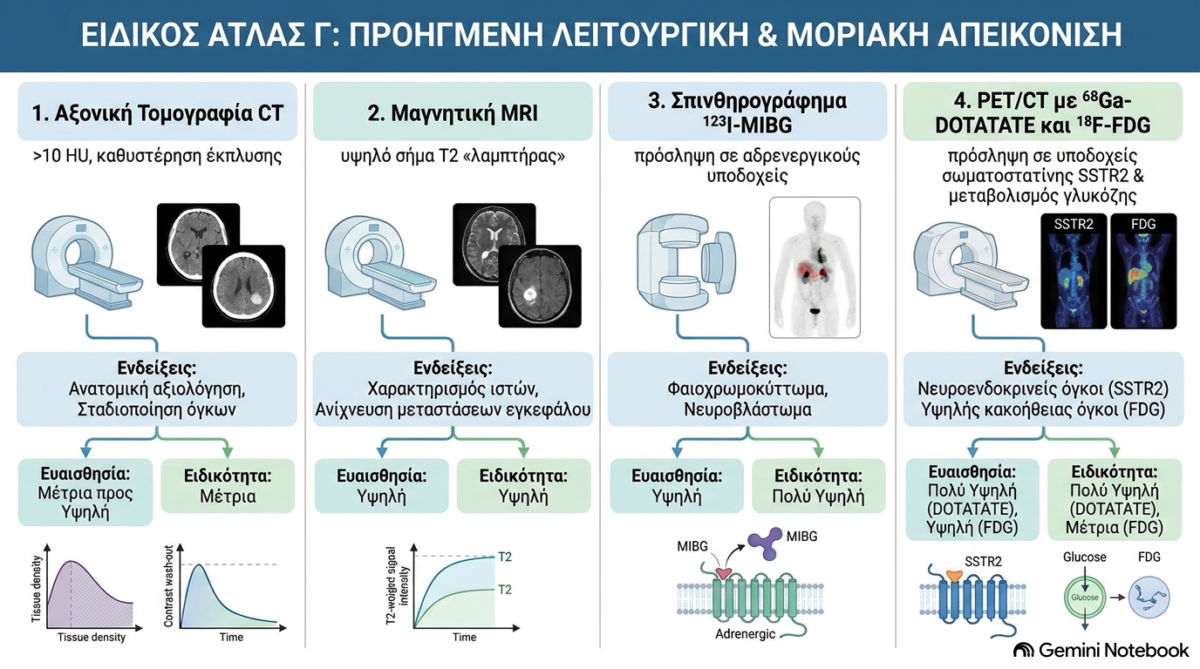 ΕΙΔΙΚΟΣ ΑΤΛΑΣ Γ: ΠΡΟΗΓΜΕΝΗ ΛΕΙΤΟΥΡΓΙΚΗ & ΜΟΡΙΑΚΗ ΑΠΕΙΚΟΝΙΣΗ
1. Αξονική Τομογραφία CT
>10 HU, καθυστέρηση έκπλυσης
Ενδείξεις:
Ανατομική αξιολόγηση,
Σταδιοποίηση όγκων
Ευαισθησία:
Μέτρια προς
Υψηλή
Ειδικότητα:
Μέτρια
Tissue density
Tissue density
Contrast wash-out
Time
2. Μαγνητική MRI
υψηλό σήμα T2 «λαμπτήρας»
Ενδείξεις:
Χαρακτηρισμός ιστών,
Ανίχνευση μεταστάσεων εγκεφάλου
Ευαισθησία:
Υψηλή
Ειδικότητα:
Υψηλή
T2-woigled sigoal
intenolly
T2
T2
Time
3. Σπινθηρογράφημα
¹²³I-MIBG
πρόσληψη σε αδρενεργικούς
υποδοχείς
Ενδείξεις:
Φαιοχρωμοκύττωμα,
Νευροβλάστωμα
Ευαισθησία:
Υψηλή
Ειδικότητα:
Πολύ Υψηλή
MIBG
MIBG
Adrenergic
4. PET/CT με ⁶⁸Ga-
DOTATATE και ¹⁸F-FDG
πρόσληψη σε υποδοχείς
σωματοστατίνης SSTR2 &
μεταβολισμός γλυκόζης
SSTR2
FDG
Ενδείξεις:
Νευροενδοκρινείς όγκοι (SSTR2)
Υψηλής κακοήθειας όγκοι (FDG)
Ευαισθησία:
Πολύ Υψηλή
(DOTATATE),
Υψηλή (FDG)
Ειδικότητα:
Πολύ Υψηλή
(DOTATATE),
Μέτρια (FDG)
SSTR2
Glucose
FDG
Glucose
Gemini Notebook